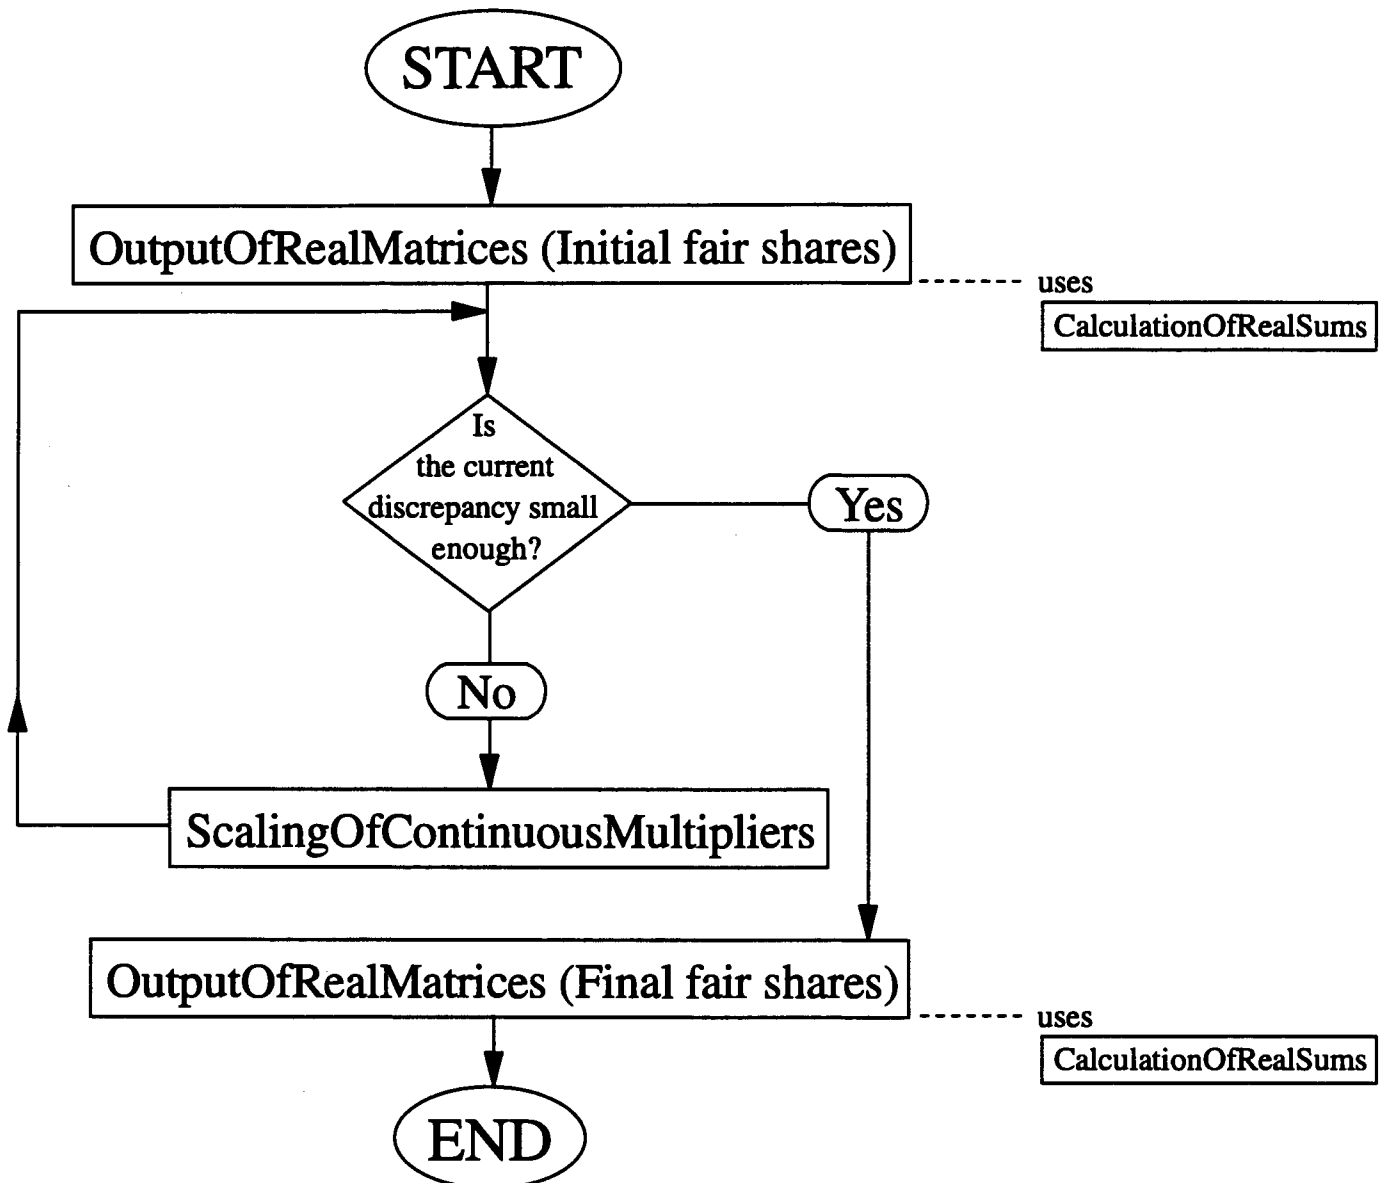 START
OutputOfRealMatrices (Initial fair shares)
uses
CalculationOfRealSums
Is
the current
discrepancy small
enough?
Yes
No
ScalingOfContinuousMultipliers
OutputOfRealMatrices (Final fair shares)
uses
CalculationOfRealSums
END